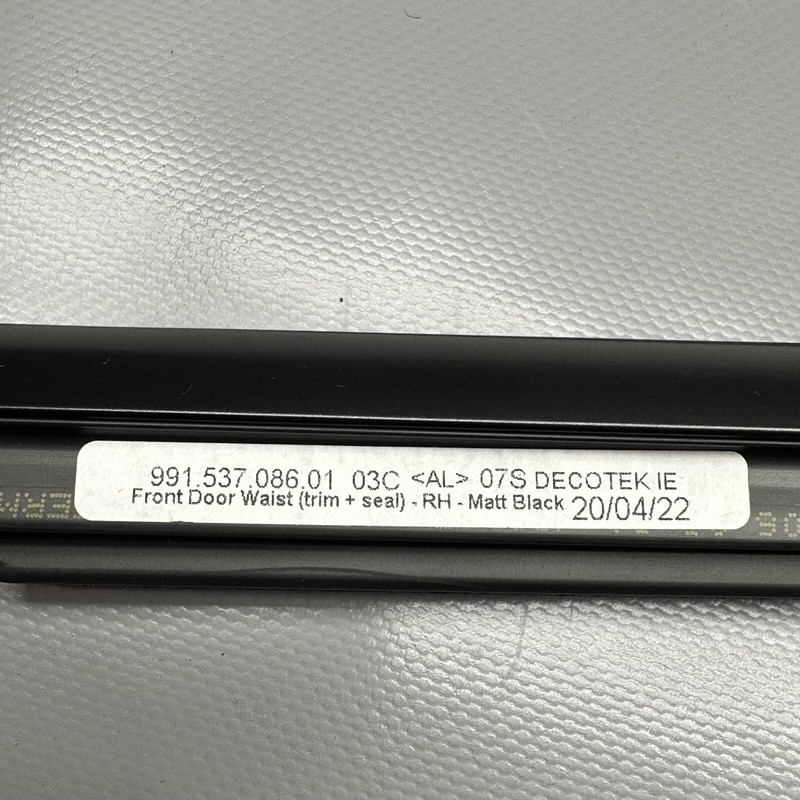 991.537.086.01 03C <AL> 07S DECOTEK IE
Front Door Waist (trim + seal) - RH - Matt Black 20/04/22